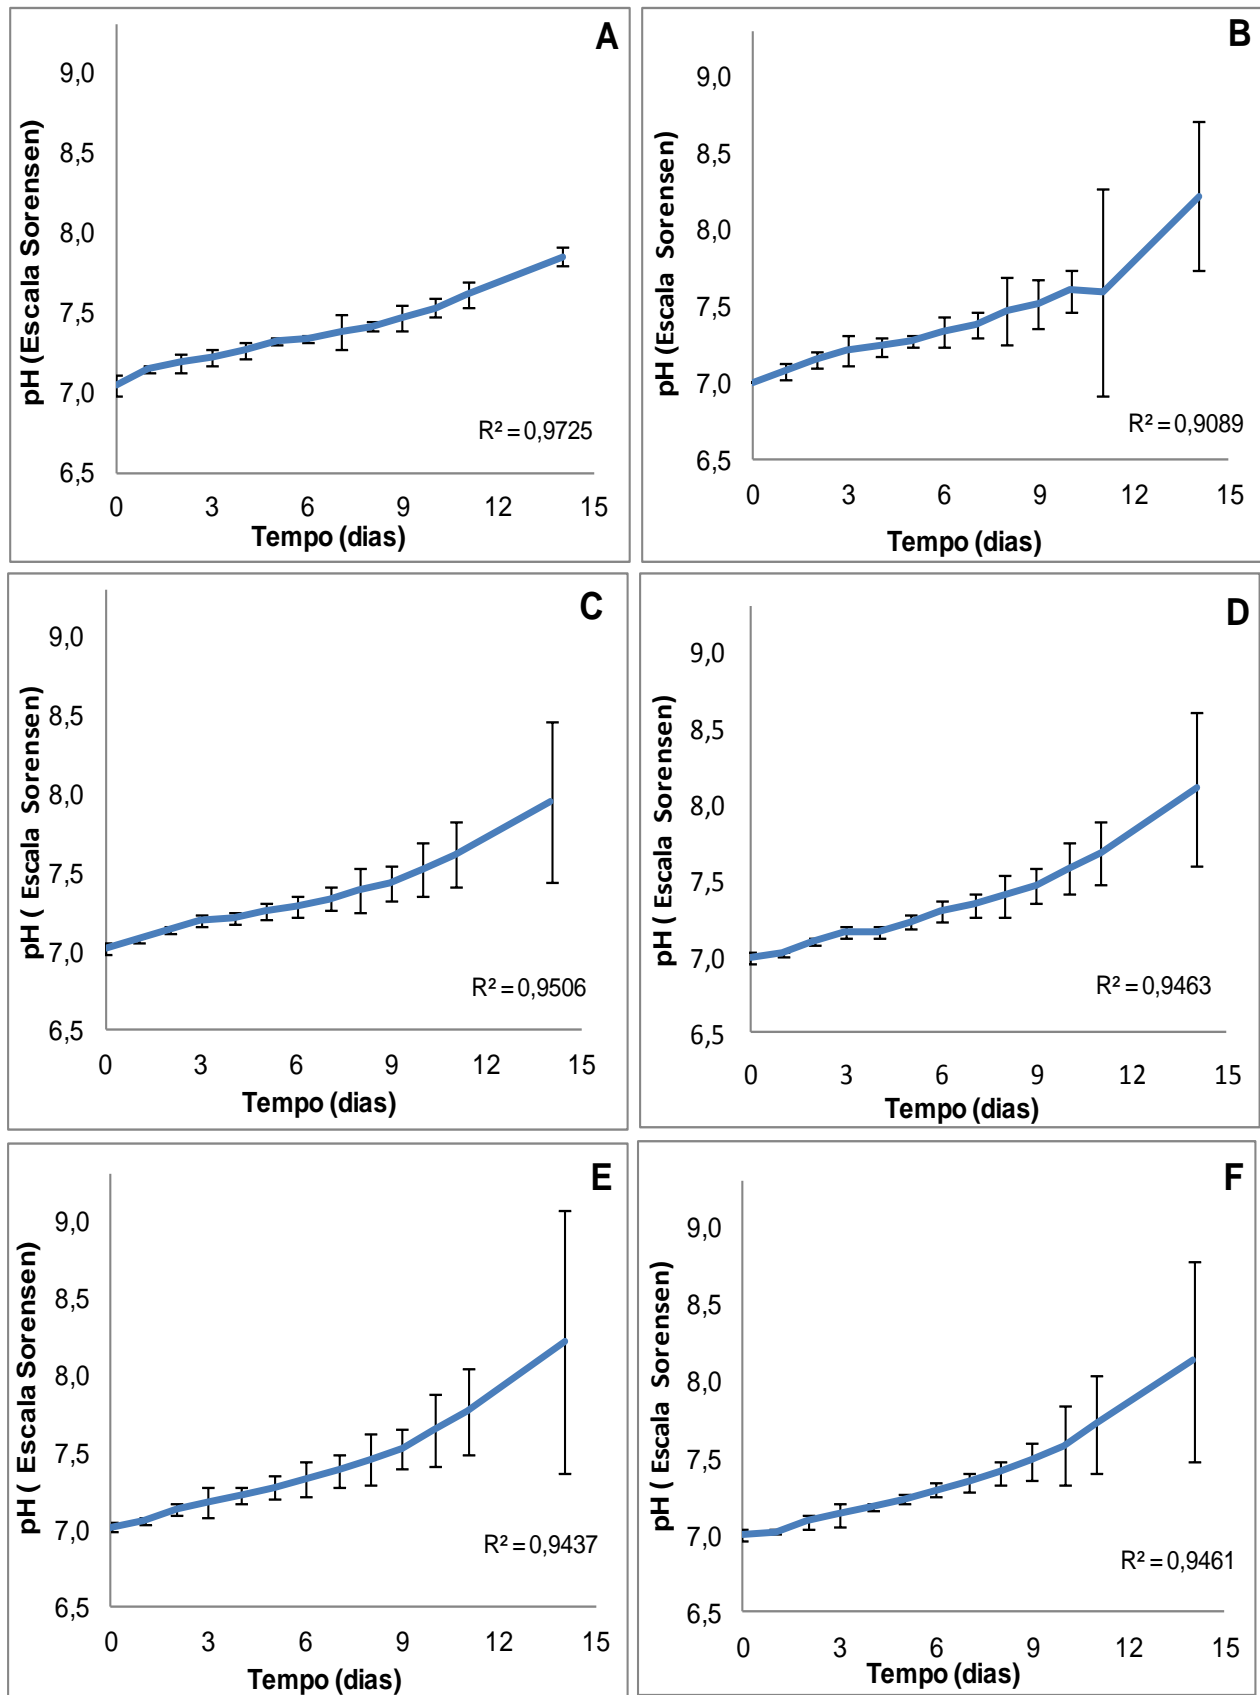 A
pH (Escala Sorensen)
9,0
8,5
8,0
7,5
7,0
6,5
R² = 0,9725
0 3 6 9 12 15
Tempo (dias)
B
pH (Escala Sorensen)
9,0
8,5
8,0
7,5
7,0
6,5
R² = 0,9089
0 3 6 9 12 15
Tempo (dias)
C
pH ( Escala Sorensen)
9,0
8,5
8,0
7,5
7,0
6,5
R² = 0,9506
0 3 6 9 12 15
Tempo (dias)
D
pH ( Escala Sorensen)
9,0
8,5
8,0
7,5
7,0
6,5
R² = 0,9463
0 3 6 9 12 15
Tempo (dias)
E
pH ( Escala Sorensen)
9,0
8,5
8,0
7,5
7,0
6,5
R² = 0,9437
0 3 6 9 12 15
Tempo (dias)
F
pH ( Escala Sorensen)
9,0
8,5
8,0
7,5
7,0
6,5
R² = 0,9461
0 3 6 9 12 15
Tempo (dias)